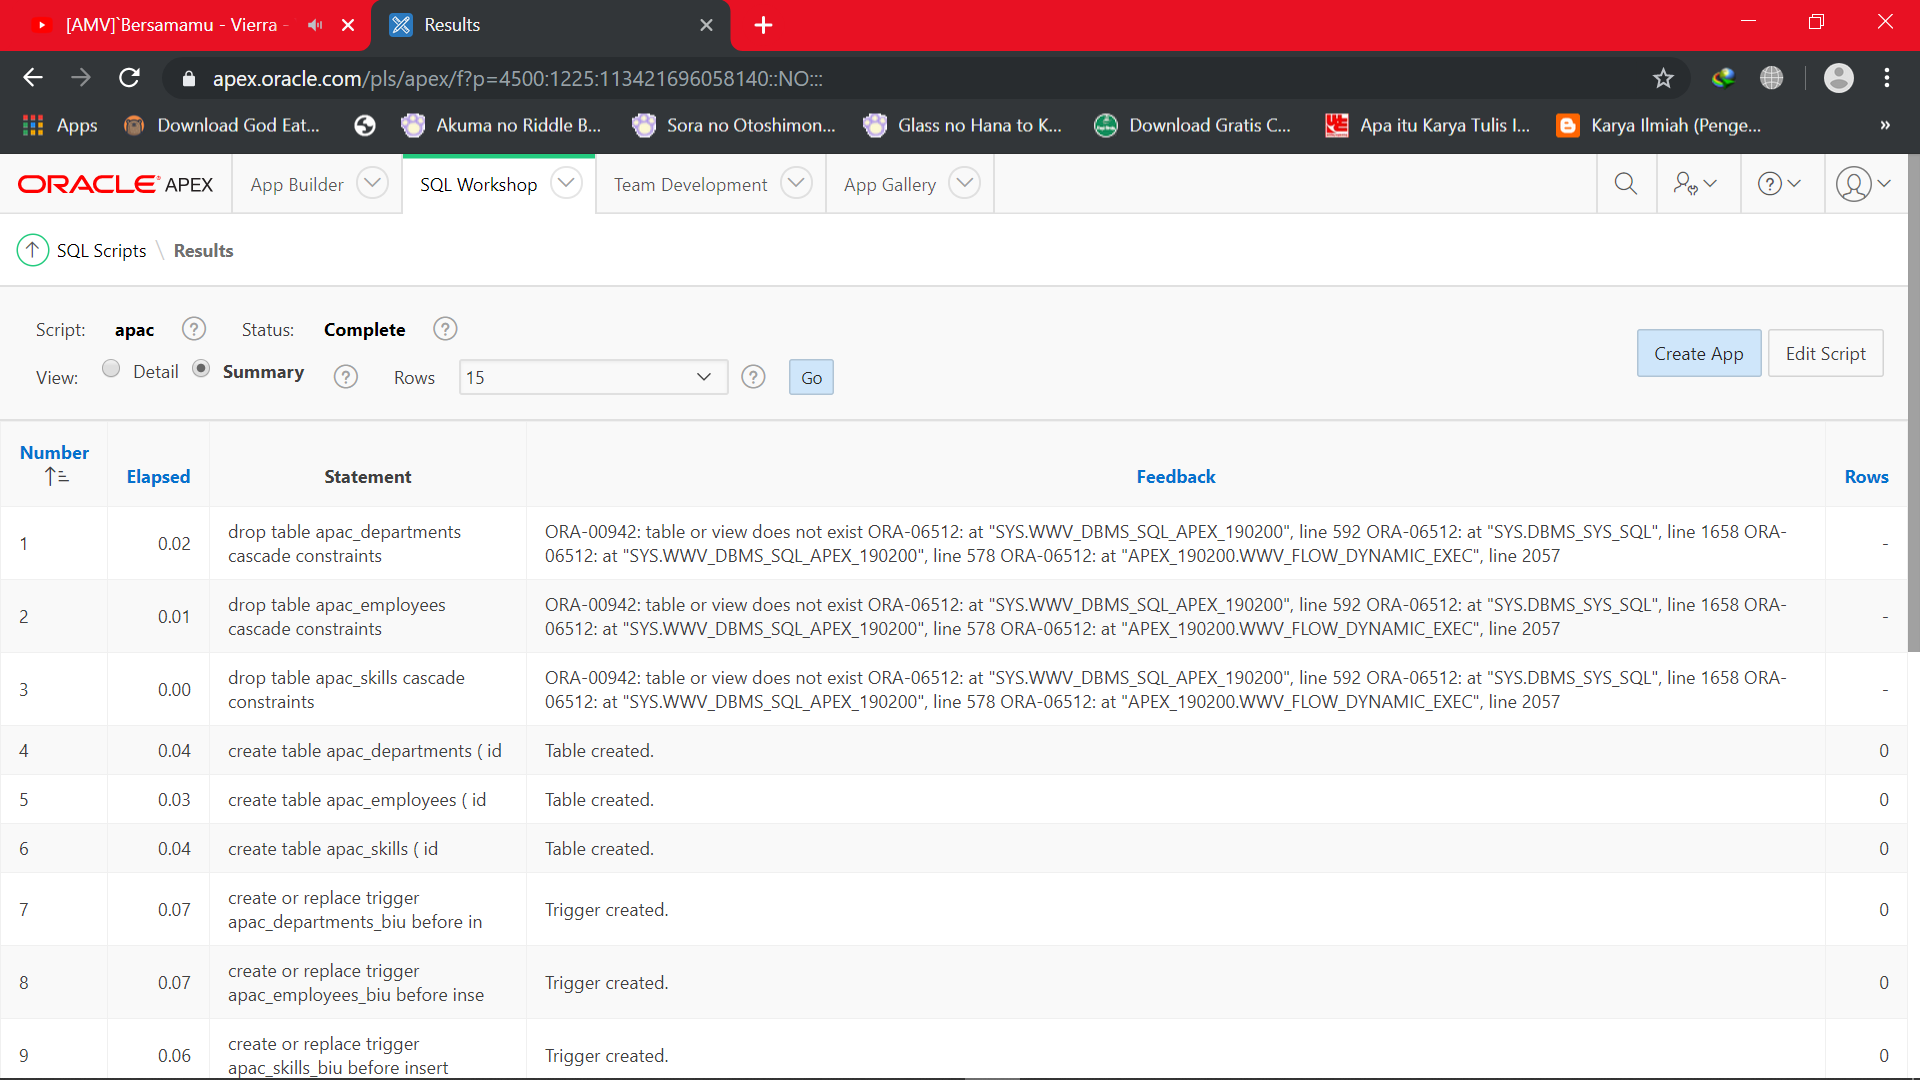 [AMV]`Bersamamu - Vierra -
Results
apex.oracle.com/pls/apex/f?p=4500:1225:113421696058140::NO:::
Apps
Download God Eat...
Akuma no Riddle B...
Sora no Otoshimon...
Glass no Hana to K...
Download Gratis C...
Apa itu Karya Tulis I...
Karya Ilmiah (Penge...
»
ORACLE APEX
App Builder
SQL Workshop
Team Development
App Gallery
SQL Scripts \ Results
Script: apac Status: Complete
View: Detail Summary Rows 15 Go
Create App
Edit Script
Number Elapsed Statement Feedback Rows
1 0.02 drop table apac_departments
cascade constraints
ORA-00942: table or view does not exist ORA-06512: at "SYS.WWV_DBMS_SQL_APEX_190200", line 592 ORA-06512: at "SYS.DBMS_SYS_SQL", line 1658 ORA-
06512: at "SYS.WWV_DBMS_SQL_APEX_190200", line 578 ORA-06512: at "APEX_190200.WWV_FLOW_DYNAMIC_EXEC", line 2057
-
2 0.01 drop table apac_employees
cascade constraints
ORA-00942: table or view does not exist ORA-06512: at "SYS.WWV_DBMS_SQL_APEX_190200", line 592 ORA-06512: at "SYS.DBMS_SYS_SQL", line 1658 ORA-
06512: at "SYS.WWV_DBMS_SQL_APEX_190200", line 578 ORA-06512: at "APEX_190200.WWV_FLOW_DYNAMIC_EXEC", line 2057
-
3 0.00 drop table apac_skills cascade
constraints
ORA-00942: table or view does not exist ORA-06512: at "SYS.WWV_DBMS_SQL_APEX_190200", line 592 ORA-06512: at "SYS.DBMS_SYS_SQL", line 1658 ORA-
06512: at "SYS.WWV_DBMS_SQL_APEX_190200", line 578 ORA-06512: at "APEX_190200.WWV_FLOW_DYNAMIC_EXEC", line 2057
-
4 0.04 create table apac_departments ( id Table created. 0
5 0.03 create table apac_employees ( id Table created. 0
6 0.04 create table apac_skills ( id Table created. 0
7 0.07 create or replace trigger
apac_departments_biu before in
Trigger created. 0
8 0.07 create or replace trigger
apac_employees_biu before inse
Trigger created. 0
9 0.06 create or replace trigger
apac_skills_biu before insert
Trigger created. 0